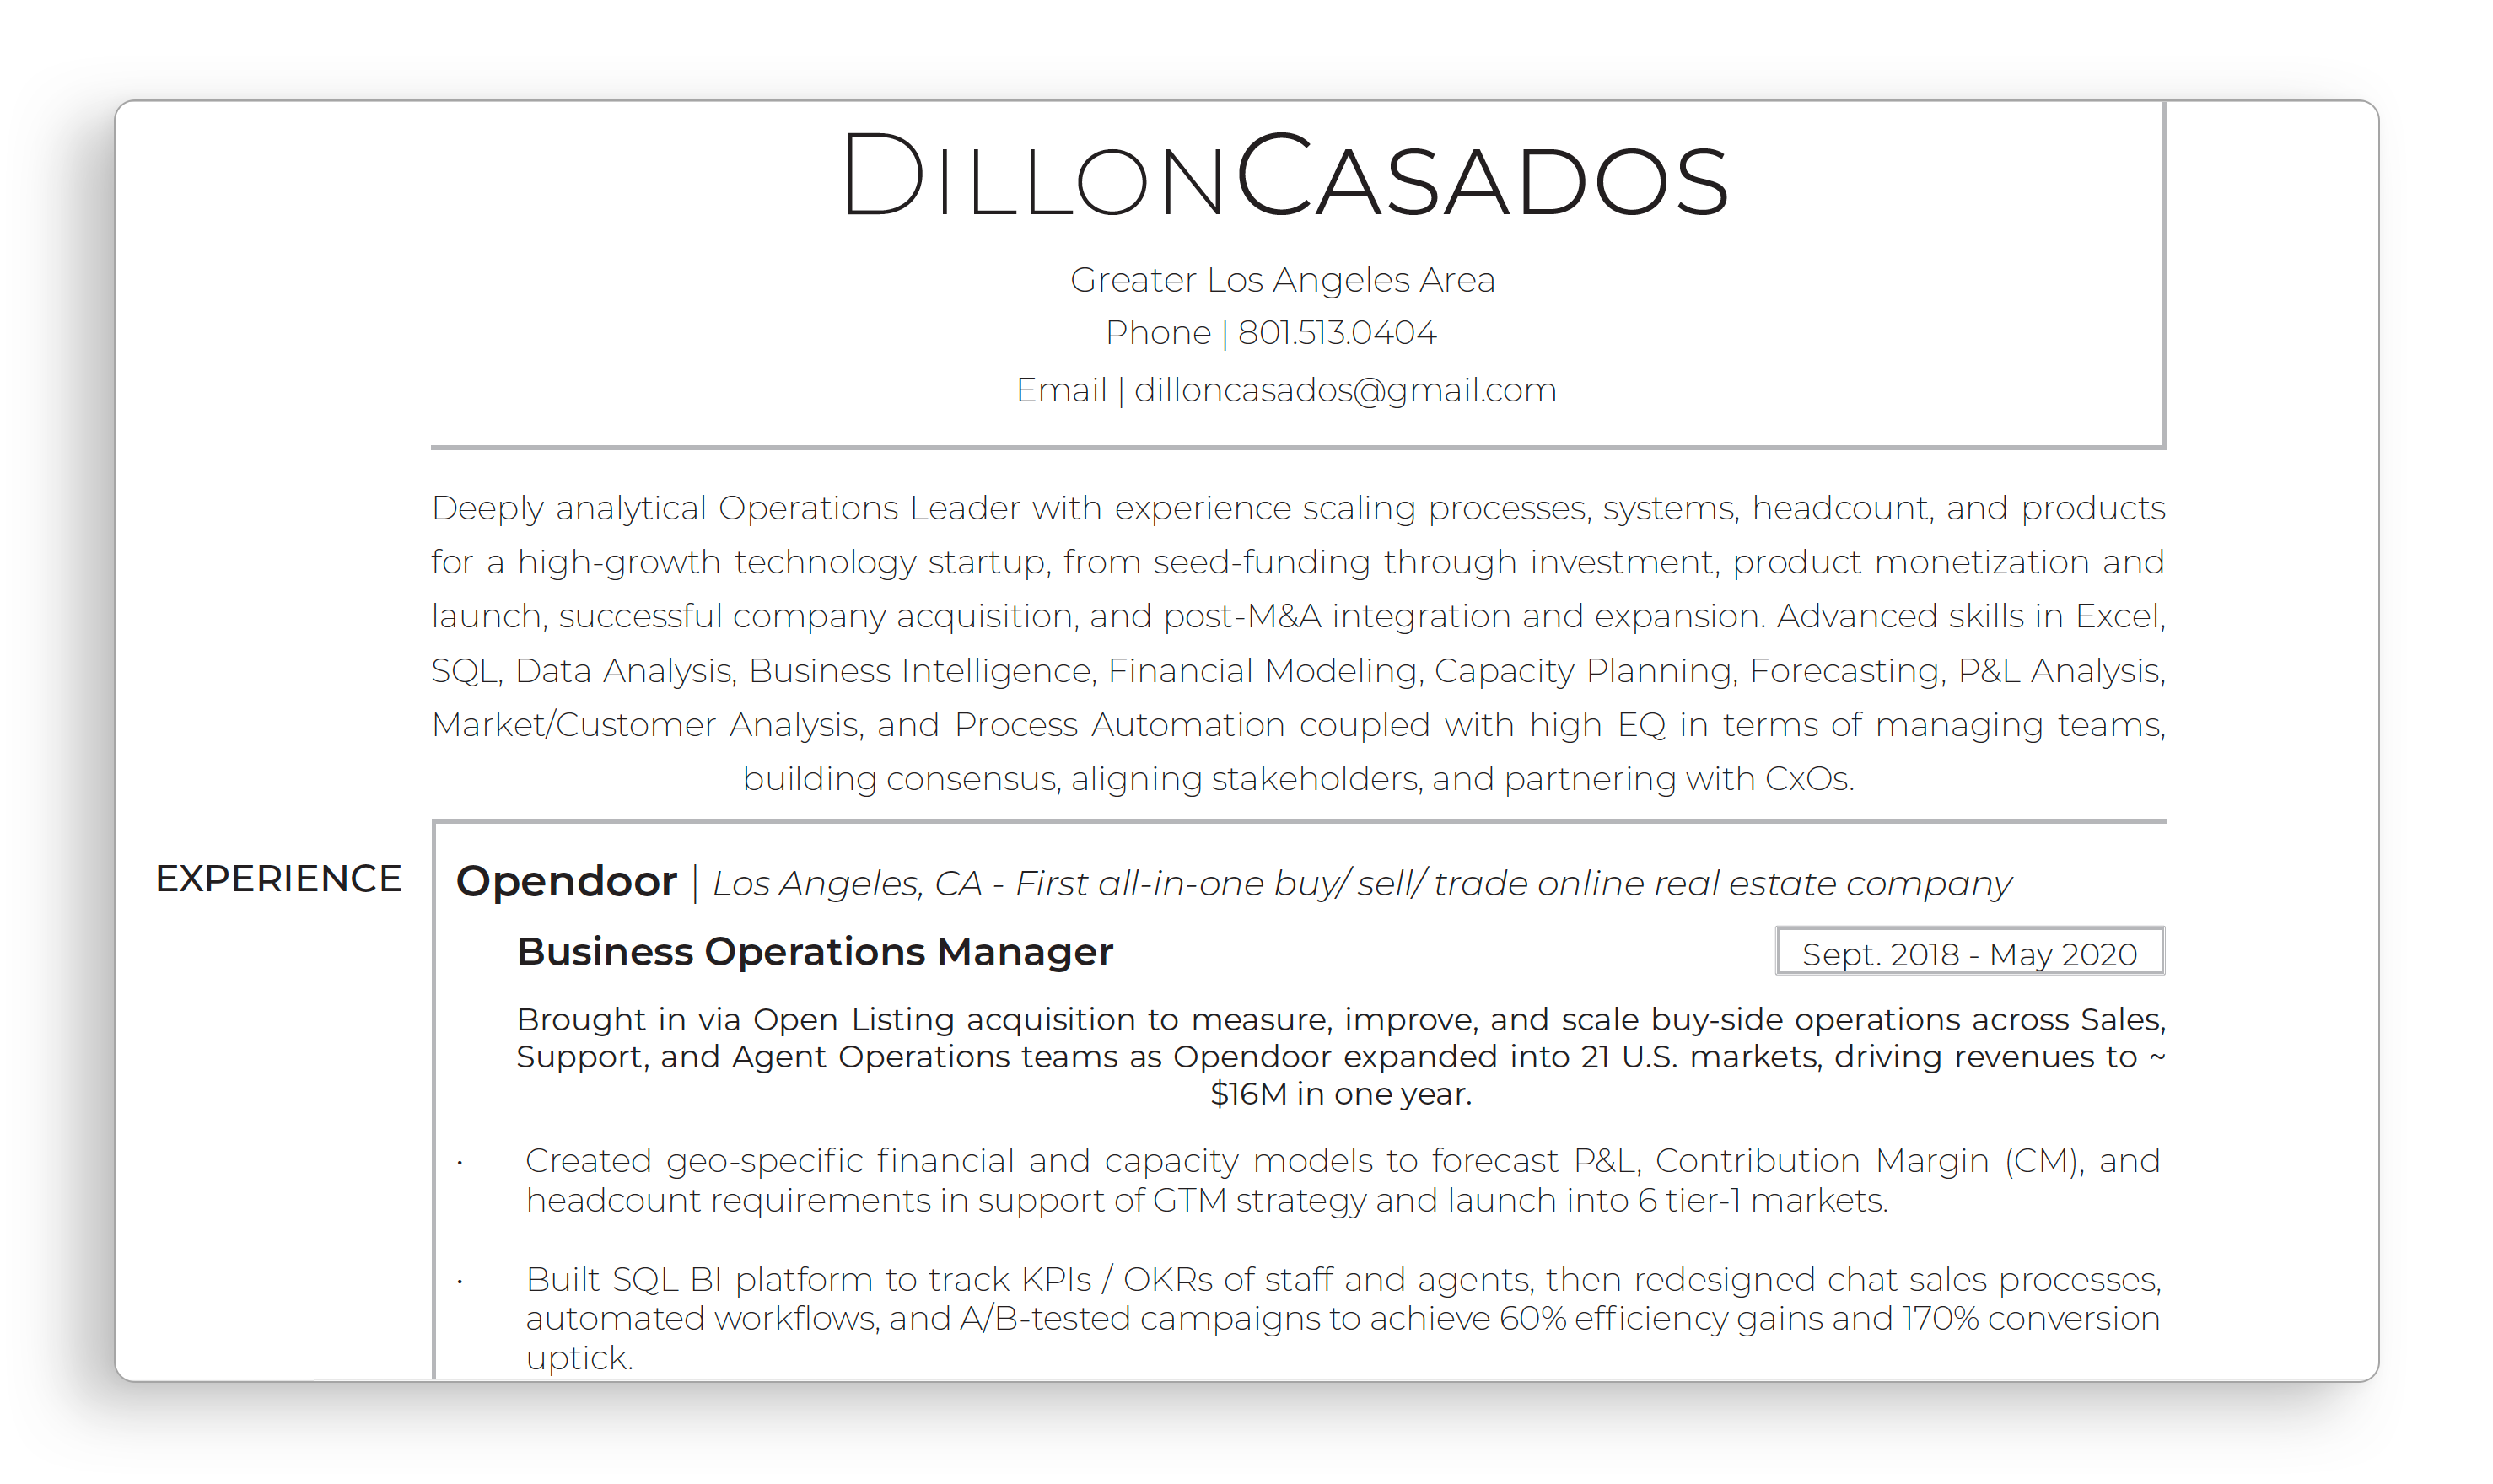 DILLONCASADOS
Greater Los Angeles Area
Phone | 801.513.0404
Email | dilloncasados@gmail.com
Deeply analytical Operations Leader with experience scaling processes, systems, headcount, and products
for a high-growth technology startup, from seed-funding through investment, product monetization and
launch, successful company acquisition, and post-M&A integration and expansion. Advanced skills in Excel,
SQL, Data Analysis, Business Intelligence, Financial Modeling, Capacity Planning, Forecasting, P&L Analysis,
Market/Customer Analysis, and Process Automation coupled with high EQ in terms of managing teams,
building consensus, aligning stakeholders, and partnering with CxOs.
EXPERIENCE
Opendoor | Los Angeles, CA - First all-in-one buy/ sell/ trade online real estate company
Business Operations Manager
Sept. 2018 - May 2020
Brought in via Open Listing acquisition to measure, improve, and scale buy-side operations across Sales,
Support, and Agent Operations teams as Opendoor expanded into 21 U.S. markets, driving revenues to ~
$16M in one year.
· Created geo-specific financial and capacity models to forecast P&L, Contribution Margin (CM), and
headcount requirements in support of GTM strategy and launch into 6 tier-1 markets.
· Built SQL BI platform to track KPIs / OKRs of staff and agents, then redesigned chat sales processes,
automated workflows, and A/B-tested campaigns to achieve 60% efficiency gains and 170% conversion
uptick.